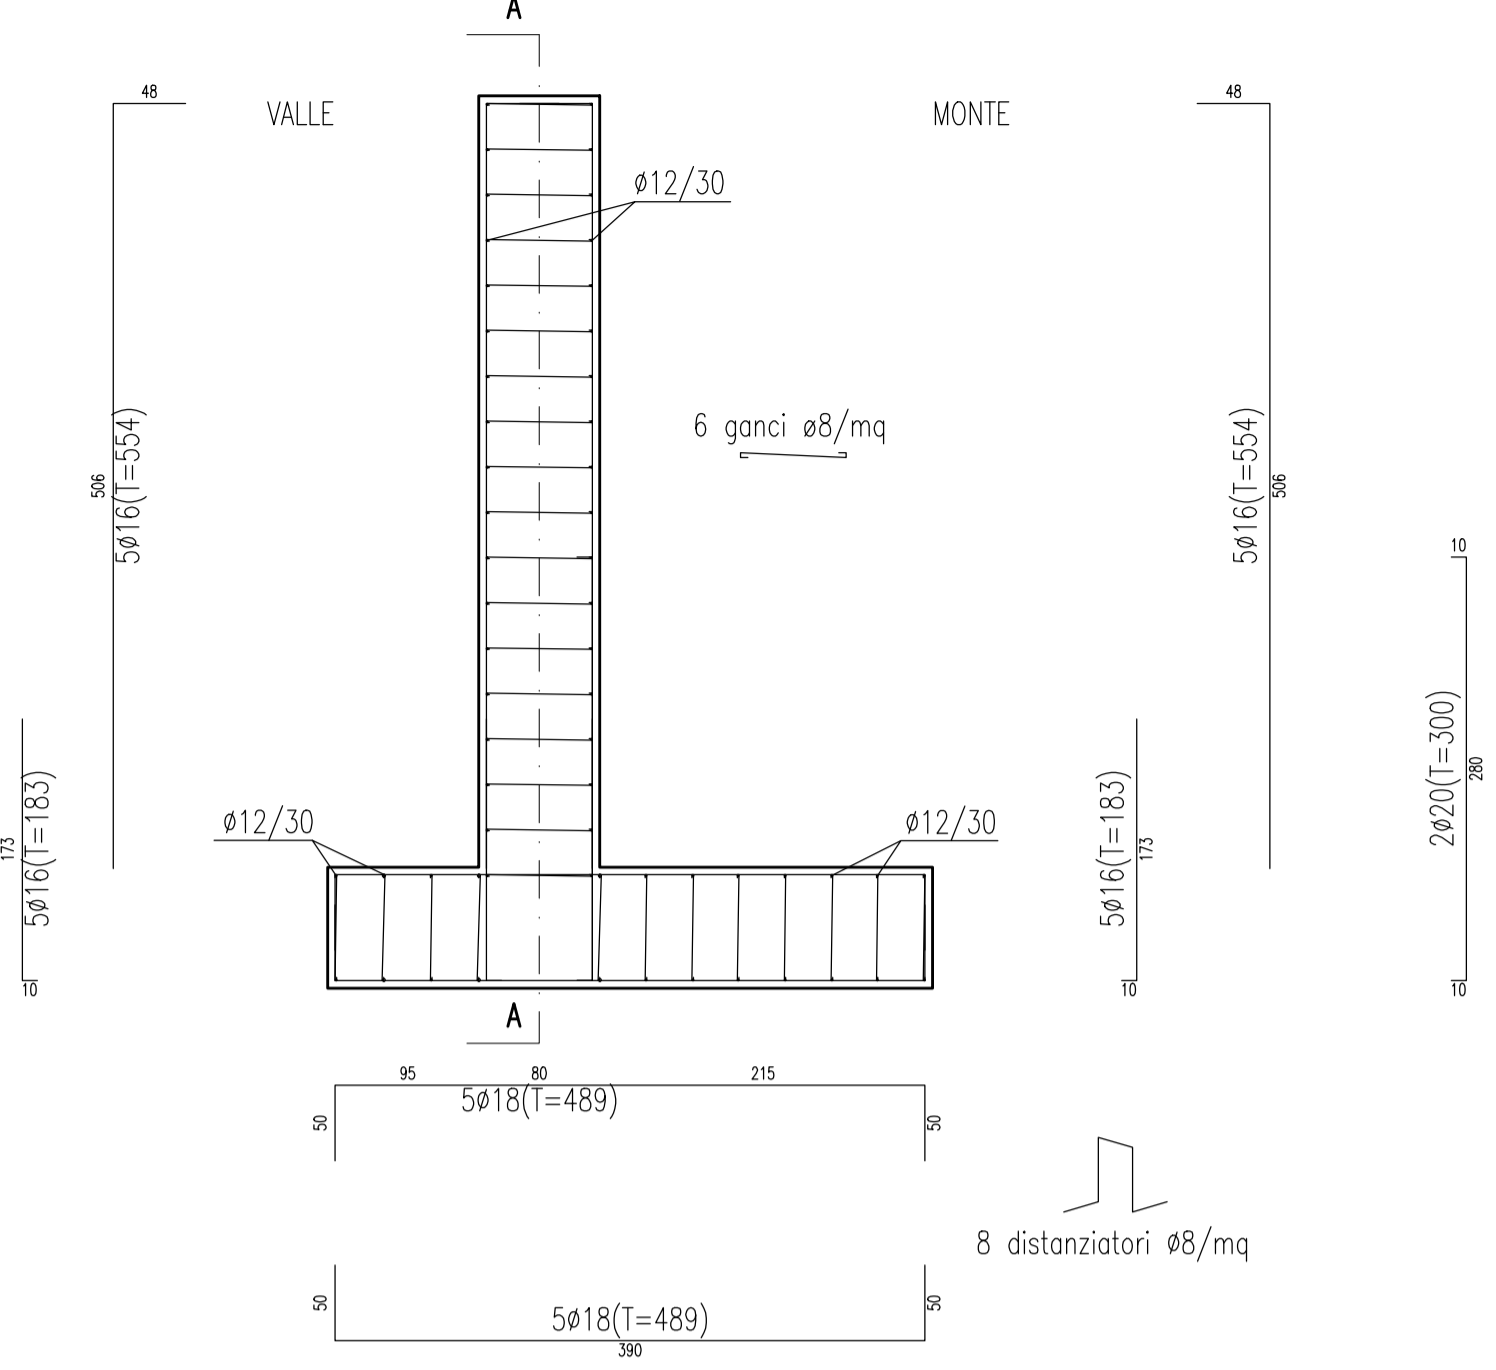 A
48
VALLE
MONTE
48
ø12/30
6 ganci ø8/mq
5ø16(T=554)
506
5ø16(T=554)
506
10
2ø20(T=300)
280
10
ø12/30
ø12/30
5ø16(T=183)
173
10
5ø16(T=183)
173
10
A
95
80
215
5ø18(T=489)
50
50
8 distanziatori ø8/mq
50
50
5ø18(T=489)
390